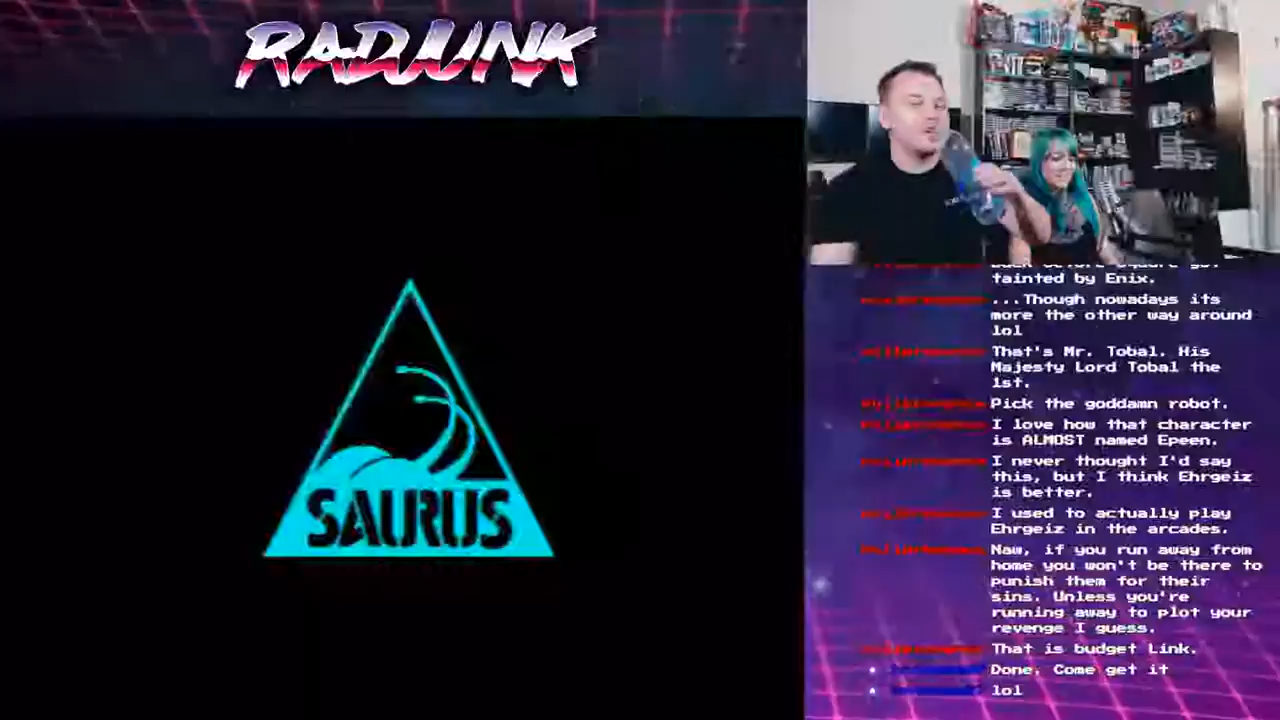 RADJUNK
SAURUS
tainted by Enix.
...Though nowadays its
more the other way around
lol
That's Mr. Tobal. His
Majesty Lord Tobal the
1st.
Pick the goddamn robot.
I love how that character
is ALMOST named Epeen.
I never thought I'd say
this, but I think Ehrgeiz
is better.
I used to actually play
Ehrgeiz in the arcades.
Naw, if you run away from
home you won't be there to
punish them for their
sins. Unless you're
running away to plot your
revenge I guess.
That is budget Link.
Done. Come get it
lol